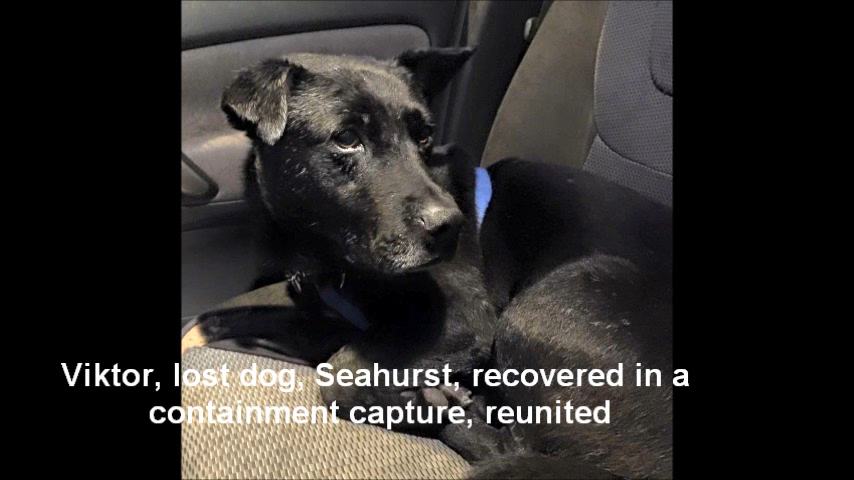 Viktor, lost dog, Seahurst, recovered in a
containment capture, reunited